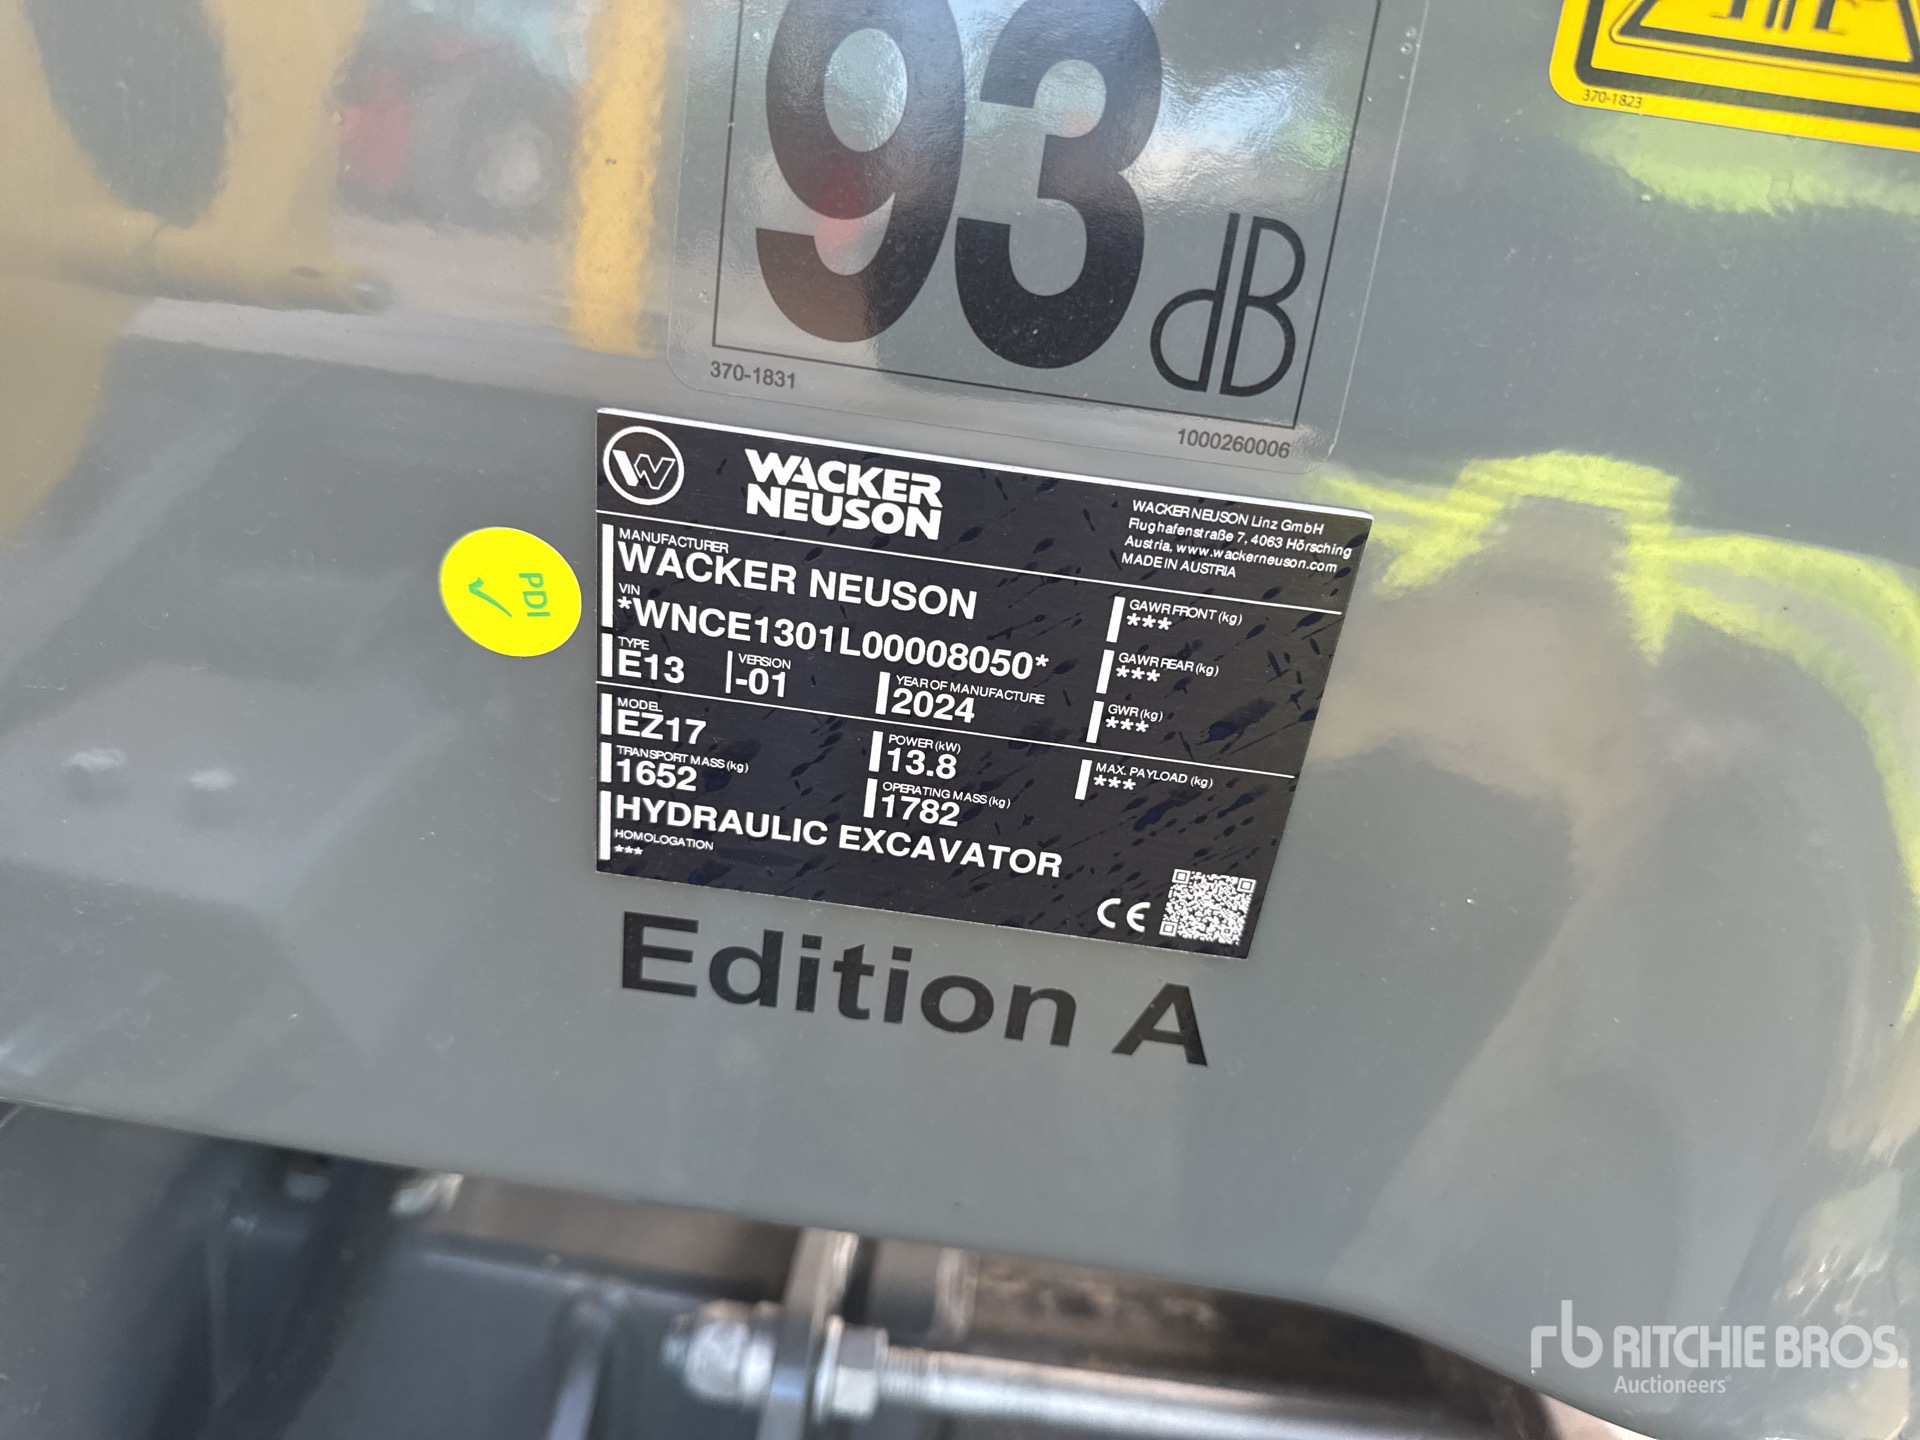 93 dB
370-1831
1000260006
370-1823
WACKER
NEUSON
WACKER NEUSON Linz GmbH
Flughafenstraße 7, 4063 Hörsching
Austria, www.wackerneuson.com
MADE IN AUSTRIA
MANUFACTURER
WACKER NEUSON
VIN
*WNCE1301L00008050*
TYPE
E13
VERSION
-01
YEAR OF MANUFACTURE
2024
MODEL
EZ17
POWER (kW)
13.8
TRANSPORT MASS (kg)
1652
OPERATING MASS (kg)
1782
HYDRAULIC EXCAVATOR
HOMOLOGATION
***
GAWR FRONT (kg)
***
GAWR REAR (kg)
***
GWR (kg)
***
MAX. PAYLOAD (kg)
***
CE
PDI
Edition A
rb RITCHIE BROS.
Auctioneers